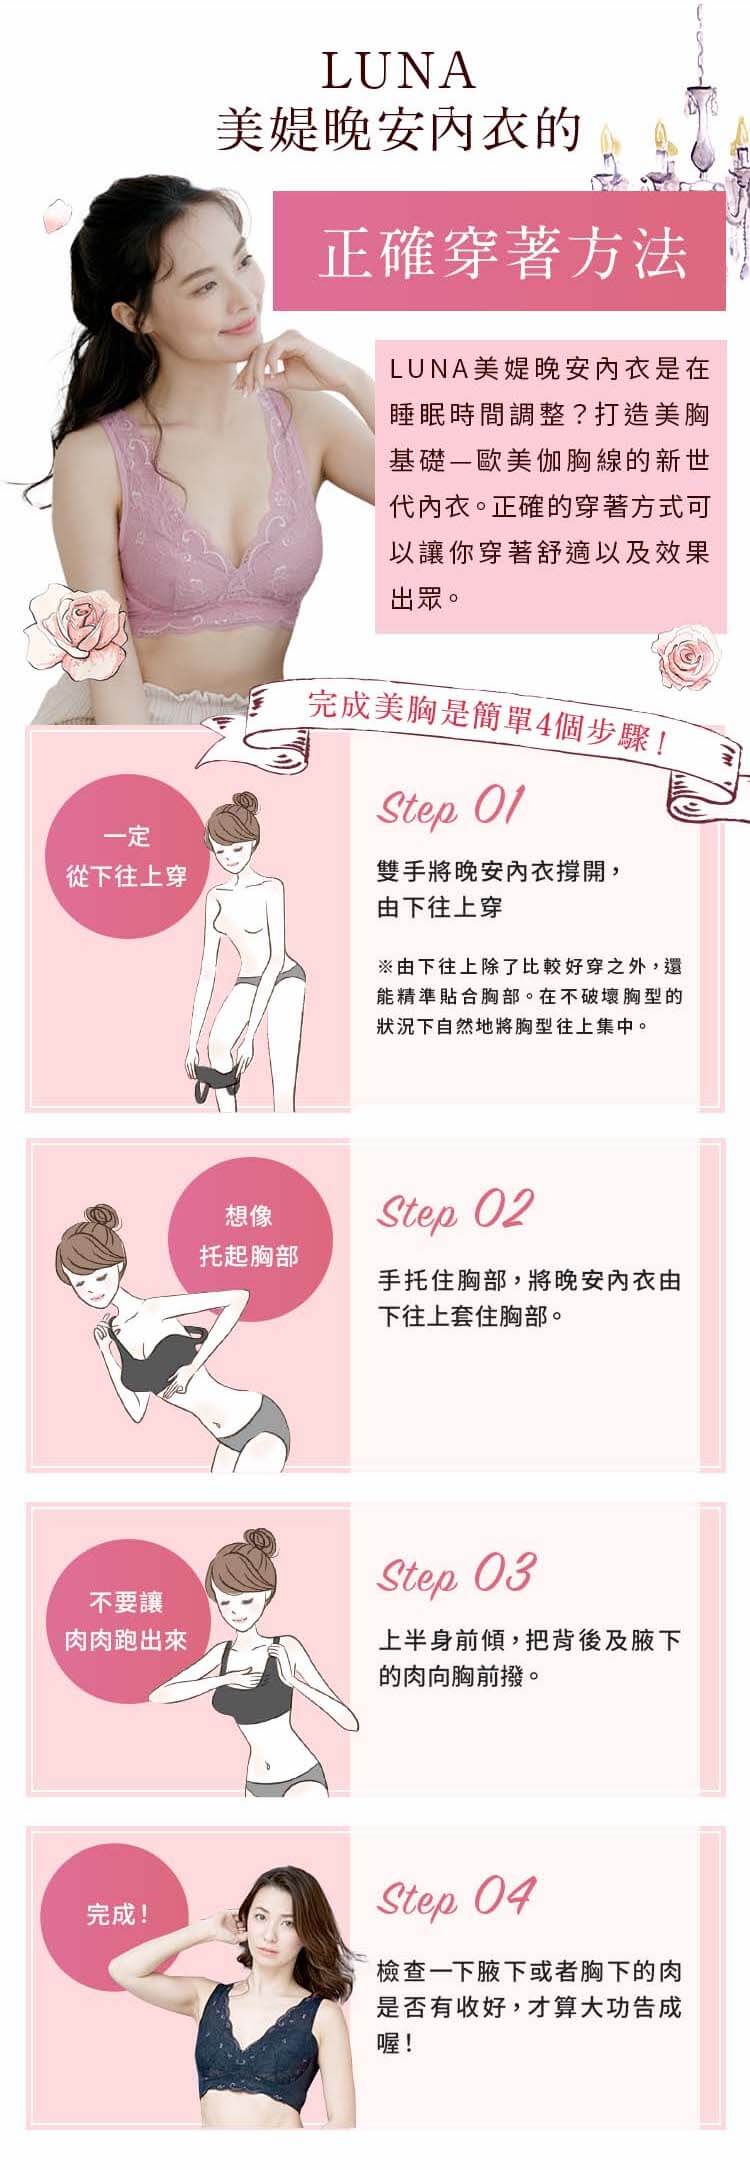 LUNA
美媞晚安內衣的
正確穿著方法
LUNA美媞晚安內衣是在
睡眠時間調整？打造美胸
基礎—歐美伽胸線的新世
代內衣。正確的穿著方式可
以讓你穿著舒適以及效果
出眾。
完成美胸是簡單4個步驟！
一定
從下往上穿
Step 01
雙手將晚安內衣撐開，
由下往上穿
※由下往上除了比較好穿之外，還
能精準貼合胸部。在不破壞胸型的
狀況下自然地將胸型往上集中。
想像
托起胸部
Step 02
手托住胸部，將晚安內衣由
下往上套住胸部。
不要讓
肉肉跑出來
Step 03
上半身前傾，把背後及腋下
的肉向胸前撥。
完成！
Step 04
檢查一下腋下或者胸下的肉
是否有收好，才算大功告成
喔！